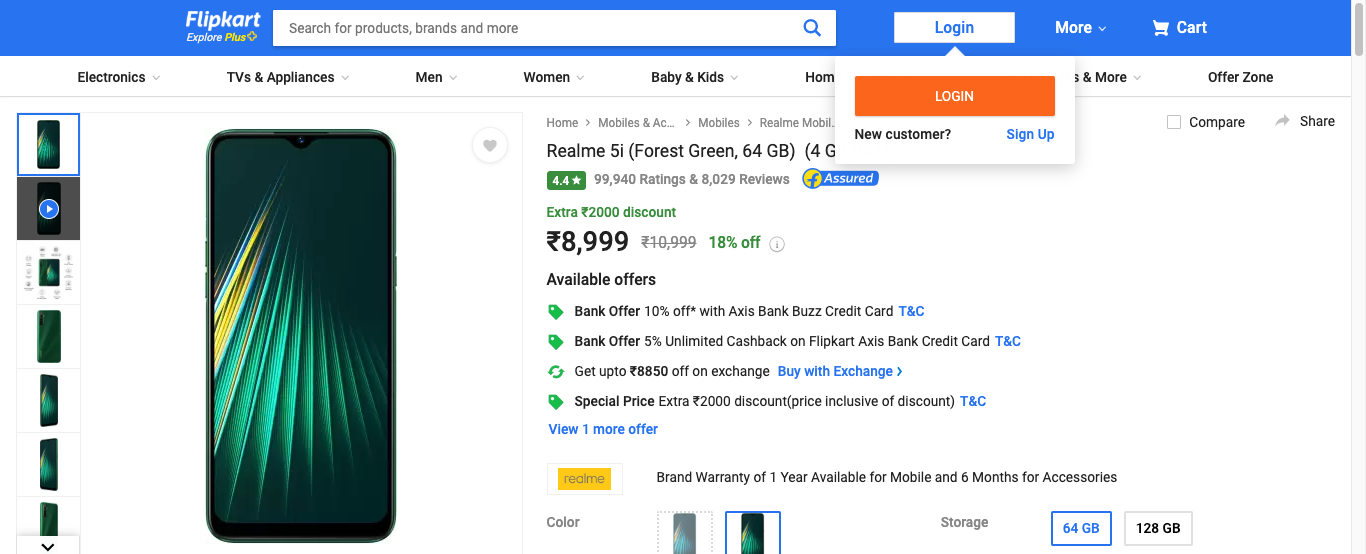 Flipkart
Explore Plus
Search for products, brands and more
Login
More
Cart
Electronics
TVs & Appliances
Men
Women
Baby & Kids
Hom
s & More
Offer Zone
LOGIN
New customer? Sign Up
Home
Mobiles & Ac...
Mobiles
Realme Mobil..
Compare
Share
Realme 5i (Forest Green, 64 GB) (4 G
4.4★ 99,940 Ratings & 8,029 Reviews Assured
Extra ₹2000 discount
₹8,999 ₹10,999 18% off
Available offers
Bank Offer 10% off* with Axis Bank Buzz Credit Card T&C
Bank Offer 5% Unlimited Cashback on Flipkart Axis Bank Credit Card T&C
Get upto ₹8850 off on exchange Buy with Exchange
Special Price Extra ₹2000 discount(price inclusive of discount) T&C
View 1 more offer
realme
Brand Warranty of 1 Year Available for Mobile and 6 Months for Accessories
Color
Storage
64 GB
128 GB